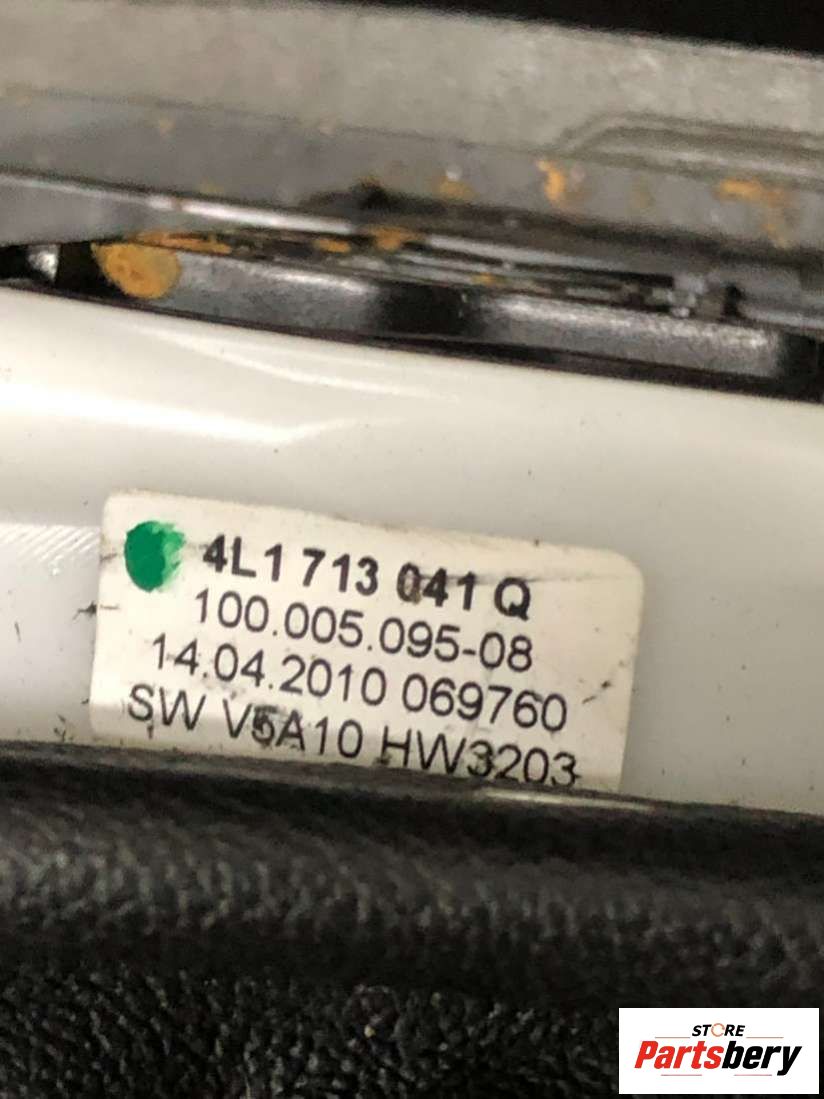 4L1 713 041 Q
100.005.095-08
14.04.2010 069760
SW V5A10 HW3203
STORE
Partsbery